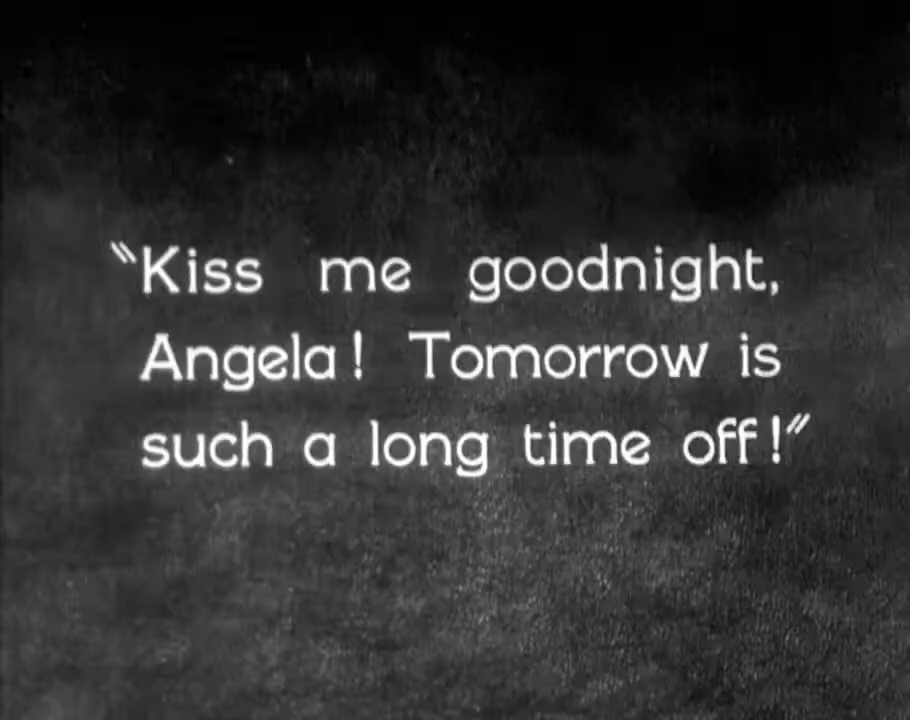 "Kiss me goodnight,
Angela! Tomorrow is
such a long time off!"